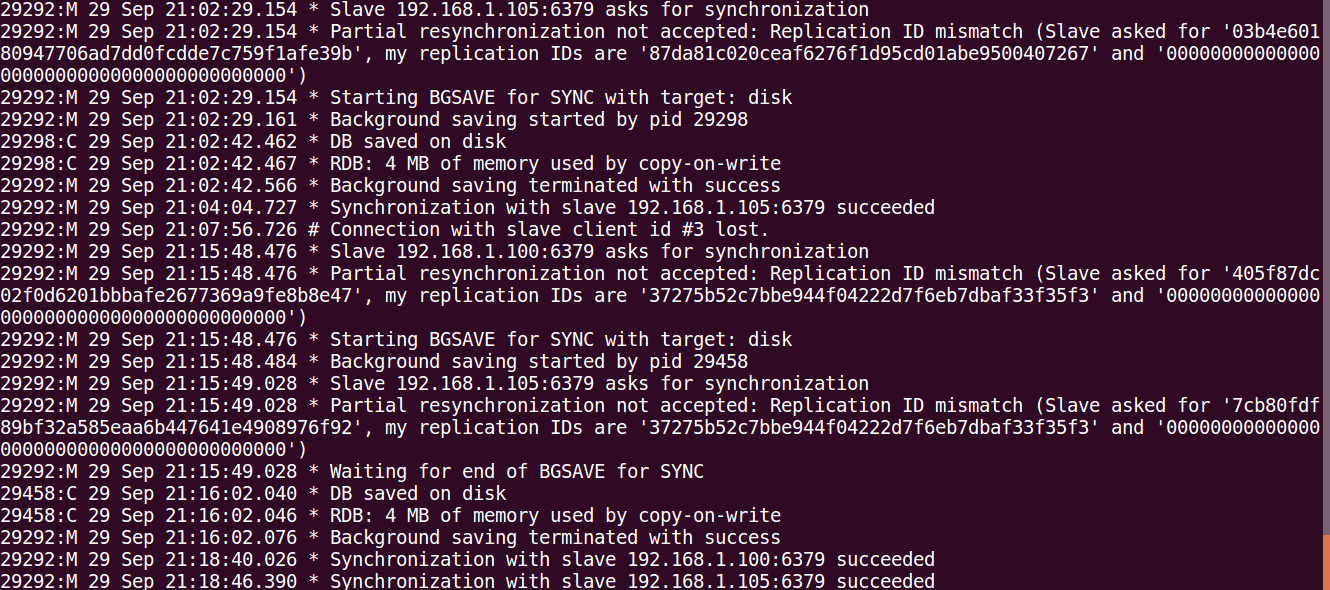 29292:M 29 Sep 21:02:29.154 * Slave 192.168.1.105:6379 asks for synchronization
29292:M 29 Sep 21:02:29.154 * Partial resynchronization not accepted: Replication ID mismatch (Slave asked for '03b4e601
80947706ad7dd0fcdde7c759f1afe39b', my replication IDs are '87da81c020ceaf6276f1d95cd01abe9500407267' and '00000000000000
00000000000000000000000000')
29292:M 29 Sep 21:02:29.154 * Starting BGSAVE for SYNC with target: disk
29292:M 29 Sep 21:02:29.161 * Background saving started by pid 29298
29298:C 29 Sep 21:02:42.462 * DB saved on disk
29298:C 29 Sep 21:02:42.467 * RDB: 4 MB of memory used by copy-on-write
29292:M 29 Sep 21:02:42.566 * Background saving terminated with success
29292:M 29 Sep 21:04:04.727 * Synchronization with slave 192.168.1.105:6379 succeeded
29292:M 29 Sep 21:07:56.726 # Connection with slave client id #3 lost.
29292:M 29 Sep 21:15:48.476 * Slave 192.168.1.100:6379 asks for synchronization
29292:M 29 Sep 21:15:48.476 * Partial resynchronization not accepted: Replication ID mismatch (Slave asked for '405f87dc
02f0d6201bbbafe2677369a9fe8b8e47', my replication IDs are '37275b52c7bbe944f04222d7f6eb7dbaf33f35f3' and '00000000000000
00000000000000000000000000')
29292:M 29 Sep 21:15:48.476 * Starting BGSAVE for SYNC with target: disk
29292:M 29 Sep 21:15:48.484 * Background saving started by pid 29458
29292:M 29 Sep 21:15:49.028 * Slave 192.168.1.105:6379 asks for synchronization
29292:M 29 Sep 21:15:49.028 * Partial resynchronization not accepted: Replication ID mismatch (Slave asked for '7cb80fdf
89bf32a585eaa6b447641e4908976f92', my replication IDs are '37275b52c7bbe944f04222d7f6eb7dbaf33f35f3' and '00000000000000
00000000000000000000000000')
29292:M 29 Sep 21:15:49.028 * Waiting for end of BGSAVE for SYNC
29458:C 29 Sep 21:16:02.040 * DB saved on disk
29458:C 29 Sep 21:16:02.046 * RDB: 4 MB of memory used by copy-on-write
29292:M 29 Sep 21:16:02.076 * Background saving terminated with success
29292:M 29 Sep 21:18:40.026 * Synchronization with slave 192.168.1.100:6379 succeeded
29292:M 29 Sep 21:18:46.390 * Synchronization with slave 192.168.1.105:6379 succeeded